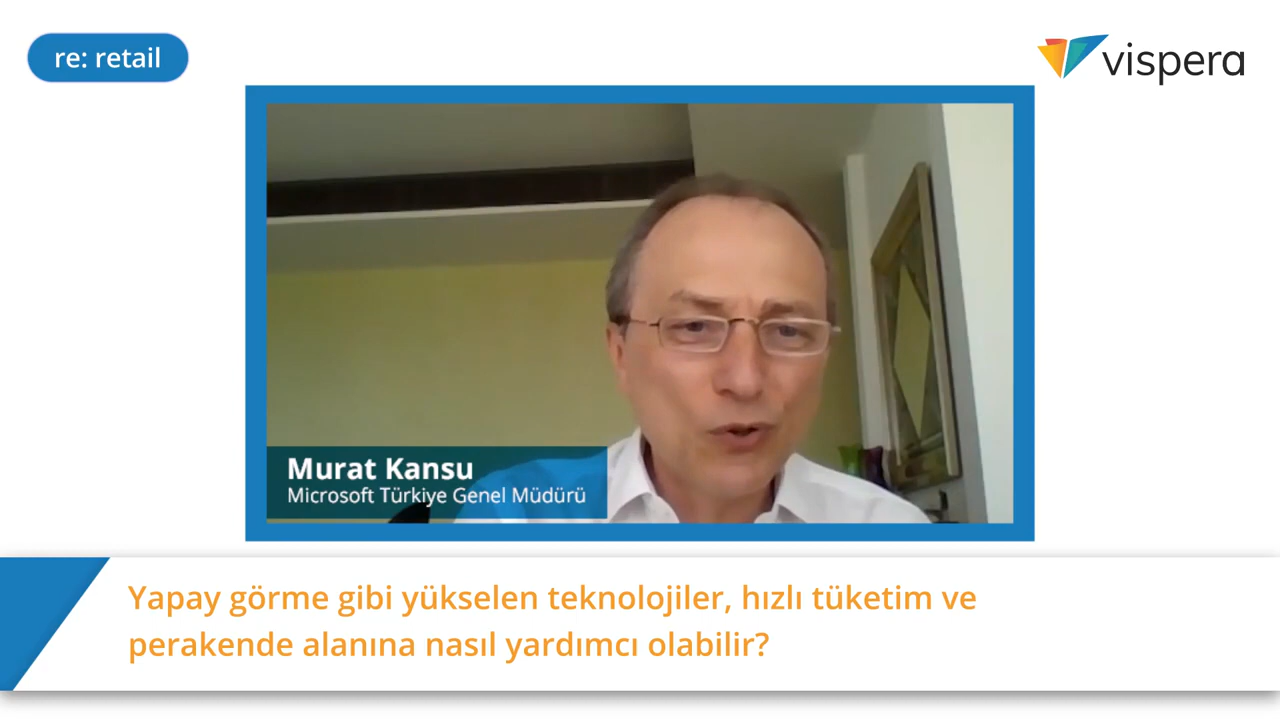 re: retail
vispera
Murat Kansu
Microsoft Türkiye Genel Müdürü
Yapay görme gibi yükselen teknolojiler, hızlı tüketim ve
perakende alanına nasıl yardımcı olabilir?